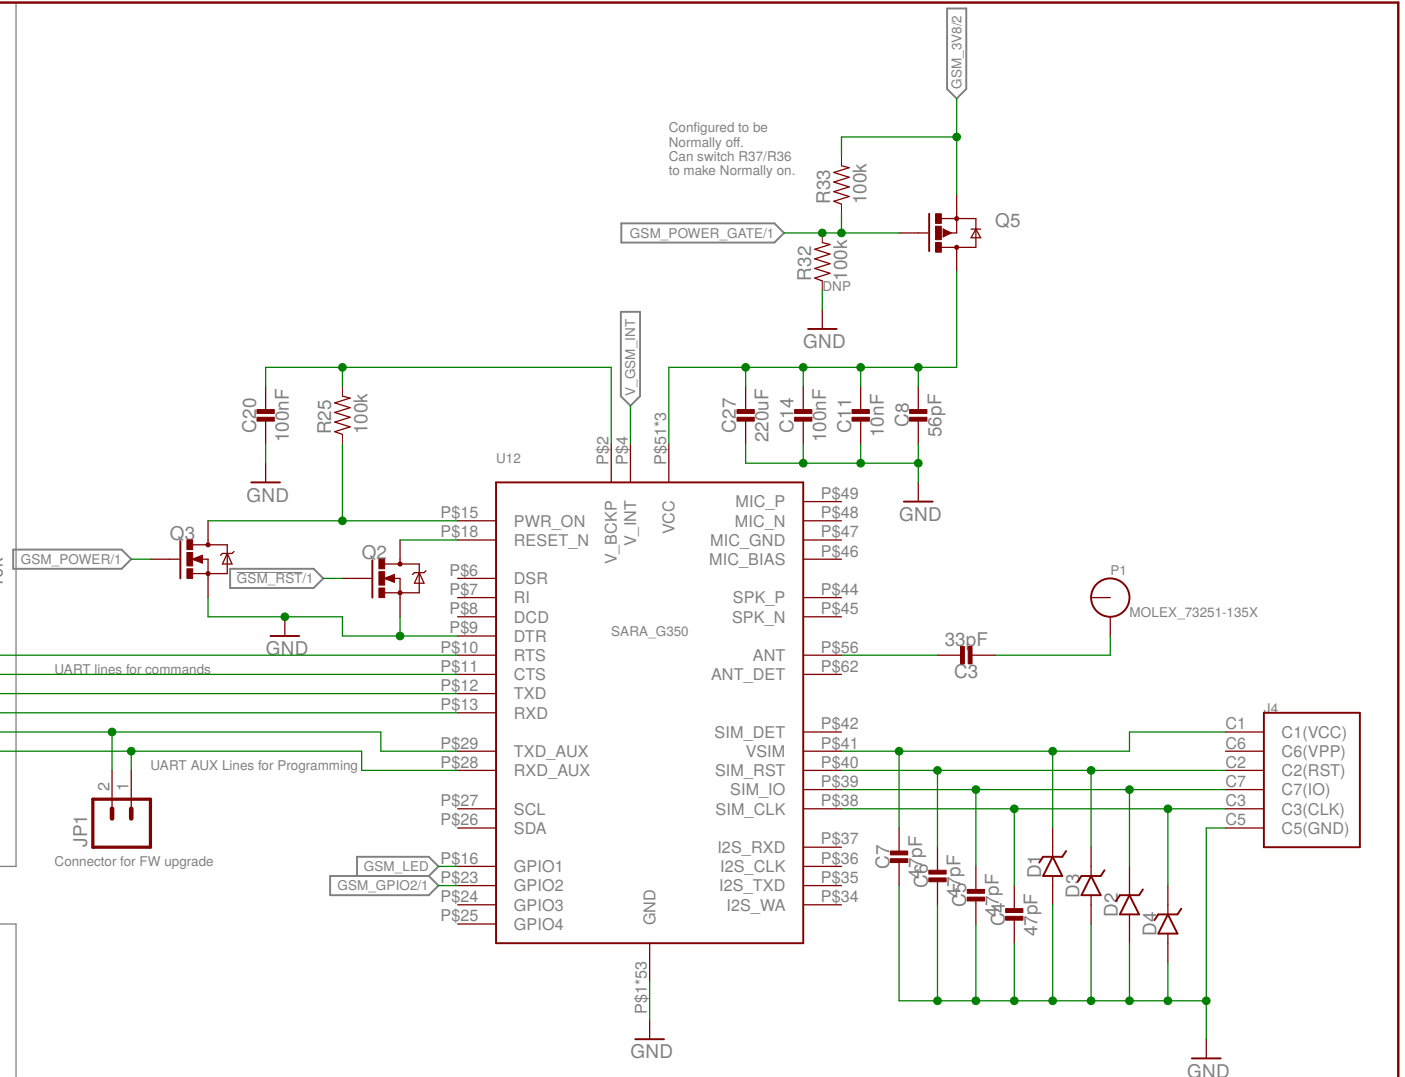 GSM_3V8/2
Configured to be
Normally off.
Can switch R37/R36
to make Normally on.
R33
100k
Q5
GSM_POWER_GATE/1
R32
100k
DNP
GND
V_GSM_INT
C20
100nF
R25
100k
GND
P$2
P$4
P$51*3
C27
220uF
C14
100nF
C11
10nF
C8
56pF
GND
U12
V_BCKP
V_INT
VCC
SARA_G350
Q3
GSM_POWER/1
Q2
GSM_RST/1
GND
P$15 PWR_ON
P$18 RESET_N
P$6 DSR
P$7 RI
P$8 DCD
P$9 DTR
P$10 RTS
UART lines for commands
P$11 CTS
P$12 TXD
P$13 RXD
P$29 TXD_AUX
UART AUX Lines for Programming
P$28 RXD_AUX
P$27 SCL
P$26 SDA
GSM_LED
P$16 GPIO1
GSM_GPIO2/1
P$23 GPIO2
P$24 GPIO3
P$25 GPIO4
2
1
JP1
Connector for FW upgrade
MIC_P P$49
MIC_N P$48
MIC_GND P$47
MIC_BIAS P$46
SPK_P P$44
SPK_N P$45
ANT P$56
ANT_DET P$62
SIM_DET P$42
VSIM P$41
SIM_RST P$40
SIM_IO P$39
SIM_CLK P$38
I2S_RXD P$37
I2S_CLK P$36
I2S_TXD P$35
I2S_WA P$34
GND
P$1*53
GND
33pF
C3
P1
MOLEX_73251-135X
J4
C1 C1(VCC)
C6 C6(VPP)
C2 C2(RST)
C7 C7(IO)
C3 C3(CLK)
C5 C5(GND)
C7
47pF
C6
47pF
C5
47pF
C4
47pF
D1
D3
D2
D4
GND